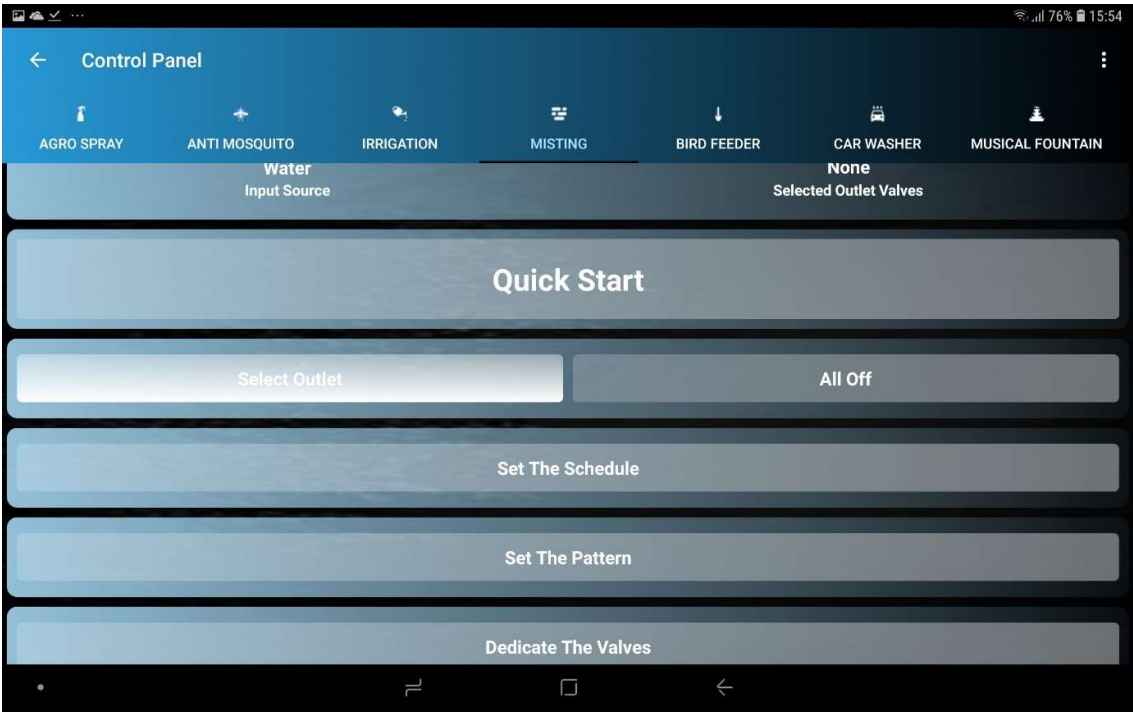 76% 15:54
Control Panel
AGRO SPRAY ANTI MOSQUITO IRRIGATION MISTING BIRD FEEDER CAR WASHER MUSICAL FOUNTAIN
Water None
Input Source Selected Outlet Valves
Quick Start
Select Outlet All Off
Set The Schedule
Set The Pattern
Dedicate The Valves